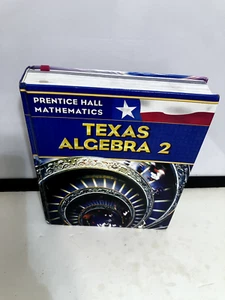 PRENTICE HALL
MATHEMATICS
TEXAS
ALGEBRA 2